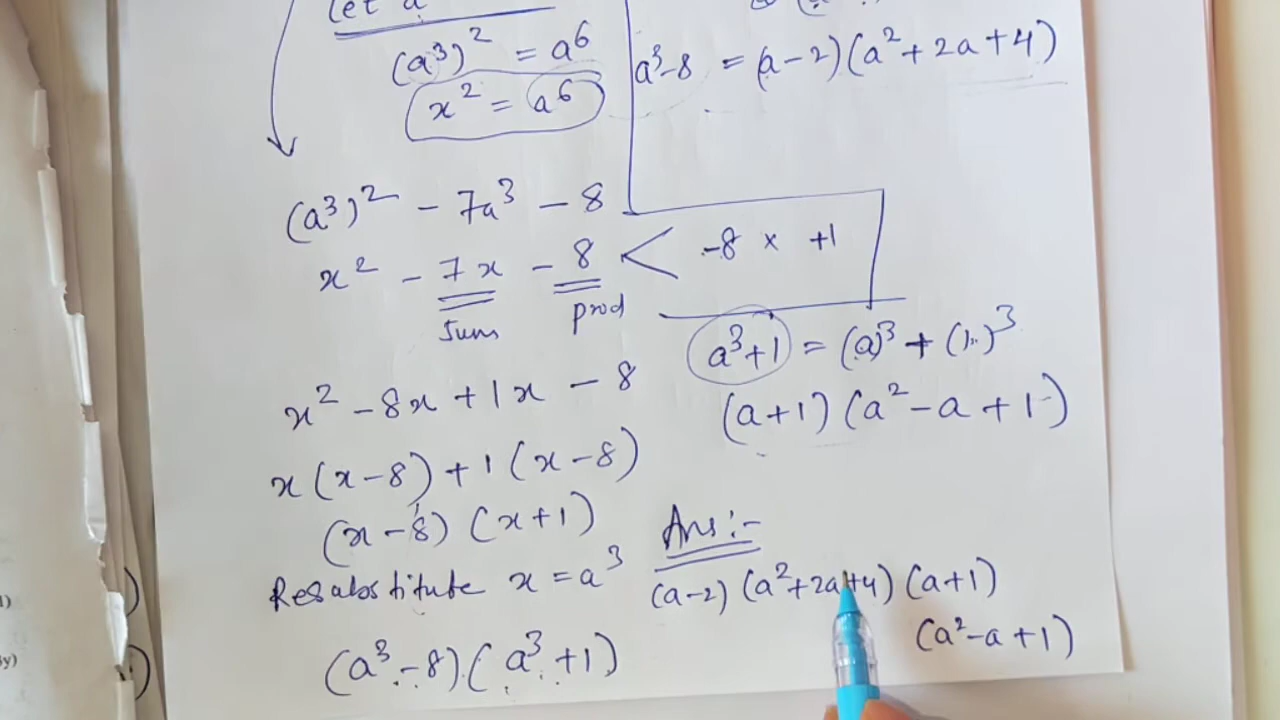 let a
(a³)² = a⁶
x² = a⁶
a³-8 = (a-2)(a²+2a+4)
(a³)² - 7a³ - 8
x² - 7x - 8 < -8 × +1
Sum prod
x² - 8x + 1x - 8
x(x-8)+1(x-8)
(x-8)(x+1)
Resubstitute x = a³
(a³-8)(a³+1)
a³+1 = (a)³ + (1)³
(a+1)(a²-a+1)
Ans:-
(a-2)(a²+2a+4)(a+1)
(a²-a+1)